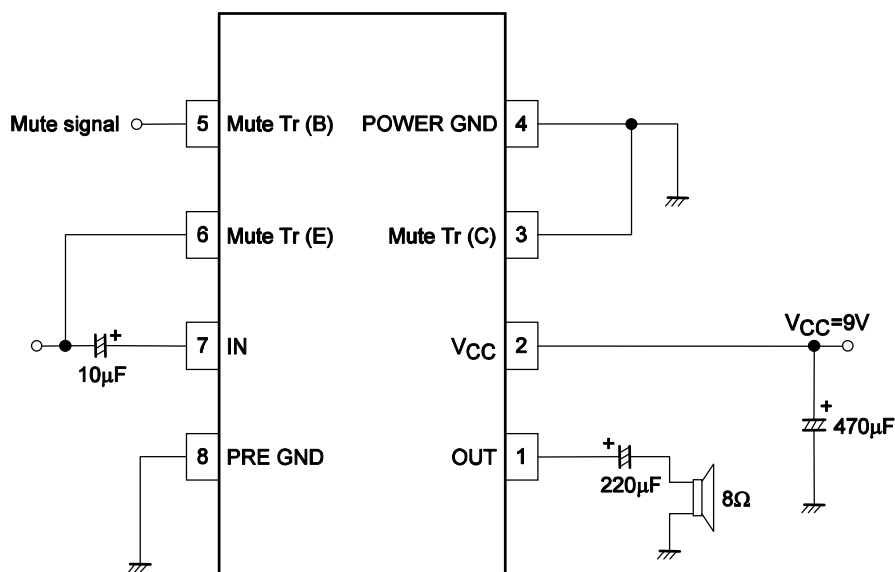 Mute signal
5
Mute Tr (B)
POWER GND
4
6
Mute Tr (E)
Mute Tr (C)
3
VCC=9V
+
10μF
7
IN
VCC
2
+
470μF
8
PRE GND
OUT
1
+
220μF
8Ω